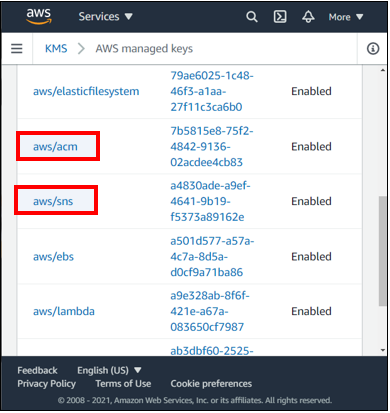 aws Services ▼ More ▼
KMS > AWS managed keys
aws/elasticfilesystem 79ae6025-1c48-46f3-a1aa-27f11c3ca6b0 Enabled
aws/acm 7b5815e8-75f2-4842-9136-02acdee4cb83 Enabled
aws/sns a4830ade-a9ef-4641-9b19-f5373a89162e Enabled
aws/ebs a501d577-a57a-4c7a-8d5a-d0cf9a71ba86 Enabled
aws/lambda a9e328ab-8f6f-421e-a67a-083650cf7987 Enabled
ab3dbf60-2525-
Feedback English (US) ▼
Privacy Policy Terms of Use Cookie preferences
© 2008 - 2021, Amazon Web Services, Inc. or its affiliates. All rights reserved.